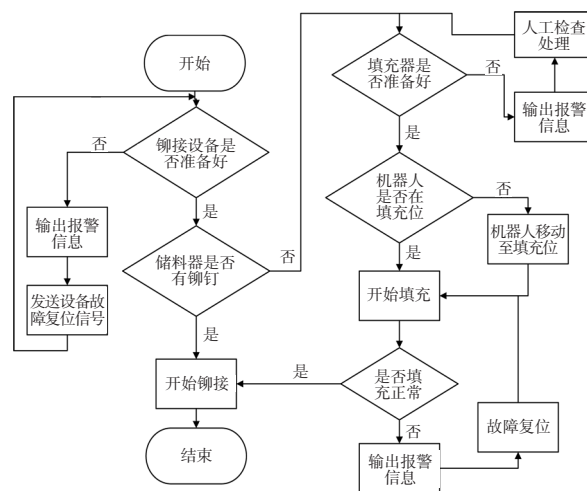 开始
铆接设备是
否准备好
否
是
输出报警
信息
发送设备故
障复位信号
储料器是否
有铆钉
否
是
开始铆接
结束
填充器是
否准备好
否
是
输出报警
信息
人工检查
处理
机器人
是否在
填充位
否
是
机器人移动
至填充位
开始填充
是否填
充正常
是
否
输出报警
信息
故障复位